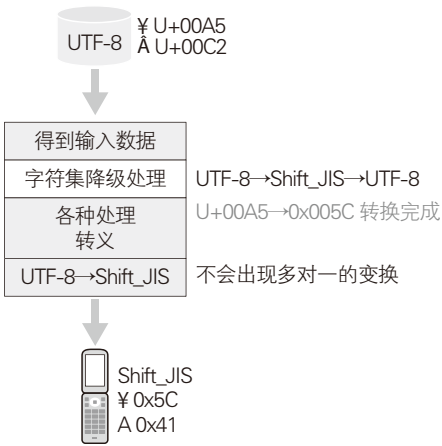 UTF-8
¥ U+00A5
Â U+00C2
得到输入数据
字符集降级处理
UTF-8→Shift_JIS→UTF-8
各种处理
转义
U+00A5→0x005C 转换完成
UTF-8→Shift_JIS
不会出现多对一的变换
Shift_JIS
¥ 0x5C
A 0x41